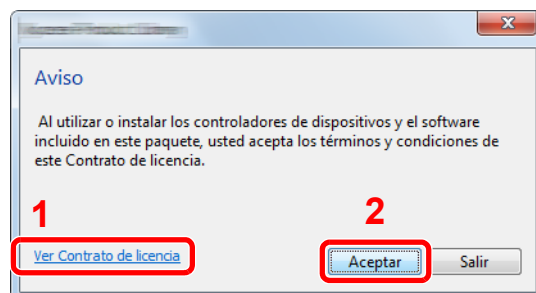 Aviso
Al utilizar o instalar los controladores de dispositivos y el software
incluido en este paquete, usted acepta los términos y condiciones de
este Contrato de licencia.
1
2
Ver Contrato de licencia
Aceptar
Salir